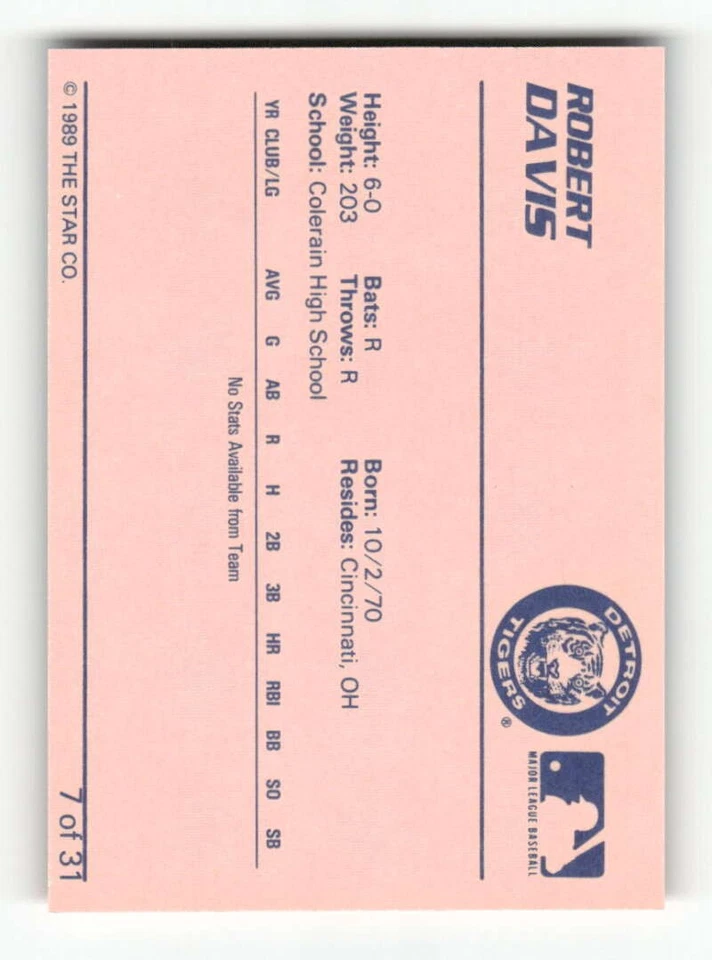 ROBERT
DAVIS
DETROIT
TIGERS®
MAJOR LEAGUE BASEBALL
Height: 6-0 Bats: R Born: 10/2/70
Weight: 203 Throws: R Resides: Cincinnati, OH
School: Colerain High School
YR CLUB/LG AVG G AB R H 2B 3B HR RBI BB SO SB
No Stats Available from Team
© 1989 THE STAR CO. 7 of 31